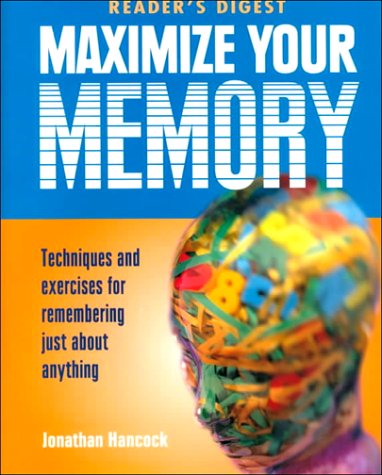 READER'S DIGEST
MAXIMIZE YOUR
MEMORY
Techniques and
exercises for
remembering
just about
anything
Jonathan Hancock